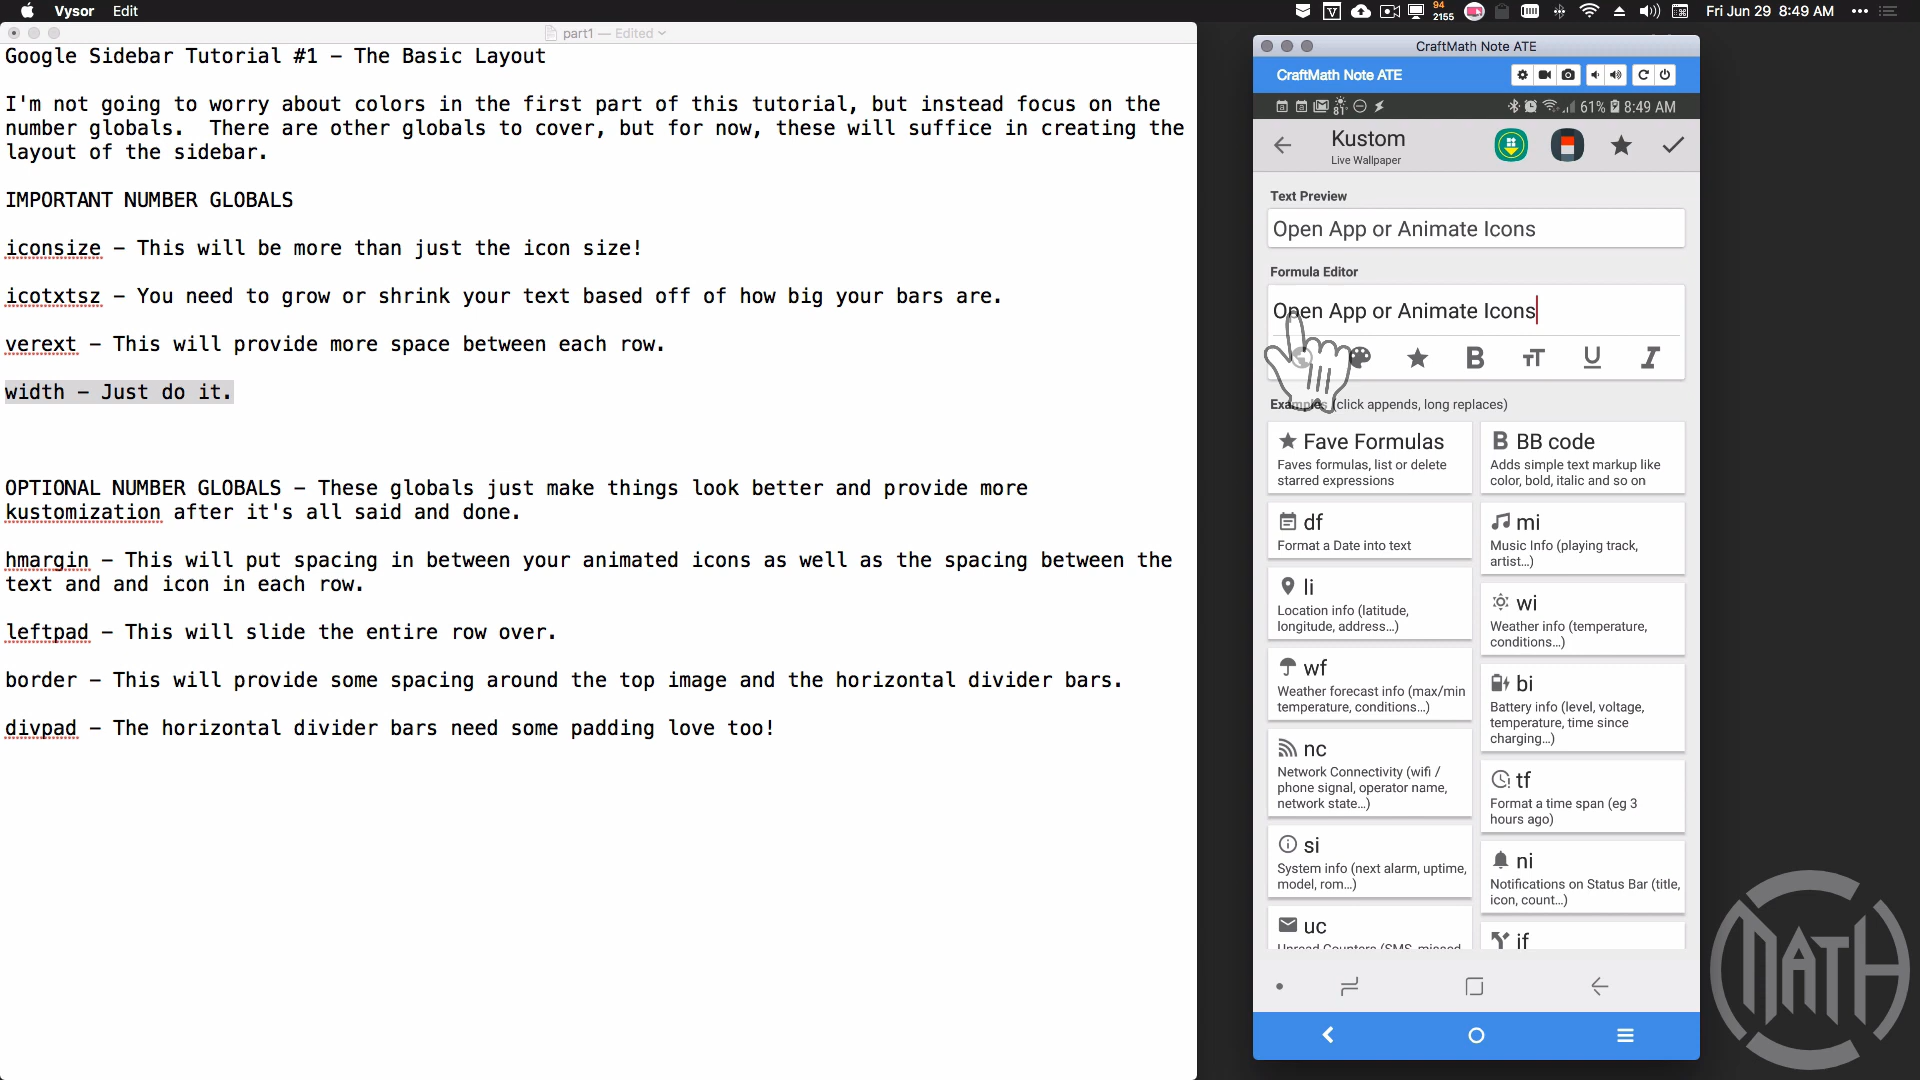 Vysor Edit
94
2155
Fri Jun 29 8:49 AM
part1 — Edited
Google Sidebar Tutorial #1 – The Basic Layout
I'm not going to worry about colors in the first part of this tutorial, but instead focus on the
number globals.  There are other globals to cover, but for now, these will suffice in creating the
layout of the sidebar.
IMPORTANT NUMBER GLOBALS
iconsize – This will be more than just the icon size!
icotxtsz – You need to grow or shrink your text based off of how big your bars are.
verext – This will provide more space between each row.
width – Just do it.
OPTIONAL NUMBER GLOBALS – These globals just make things look better and provide more
kustomization after it's all said and done.
hmargin – This will put spacing in between your animated icons as well as the spacing between the
text and and icon in each row.
leftpad – This will slide the entire row over.
border – This will provide some spacing around the top image and the horizontal divider bars.
divpad – The horizontal divider bars need some padding love too!
CraftMath Note ATE
CraftMath Note ATE
81° 61% 8:49 AM
Kustom
Live Wallpaper
Text Preview
Open App or Animate Icons
Formula Editor
Open App or Animate Icons
B TT U I
Examples (click appends, long replaces)
Fave Formulas
Faves formulas, list or delete
starred expressions
B BB code
Adds simple text markup like
color, bold, italic and so on
df
Format a Date into text
mi
Music Info (playing track,
artist...)
li
Location info (latitude,
longitude, address...)
wi
Weather info (temperature,
conditions...)
wf
Weather forecast info (max/min
temperature, conditions...)
bi
Battery info (level, voltage,
temperature, time since
charging...)
nc
Network Connectivity (wifi /
phone signal, operator name,
network state...)
tf
Format a time span (eg 3
hours ago)
si
System info (next alarm, uptime,
model, rom...)
ni
Notifications on Status Bar (title,
icon, count...)
uc
Unread Counters (SMS, missed
if
MATH